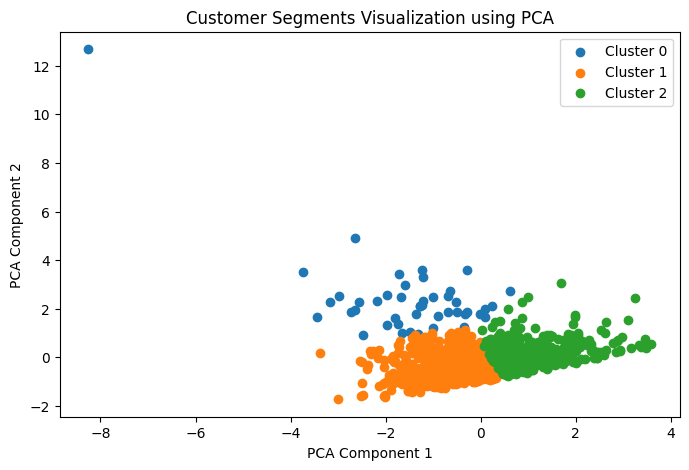 Customer Segments Visualization using PCA
Cluster 0
Cluster 1
Cluster 2
PCA Component 2
12
10
8
6
4
2
0
−2
−8
−6
−4
−2
0
2
4
PCA Component 1